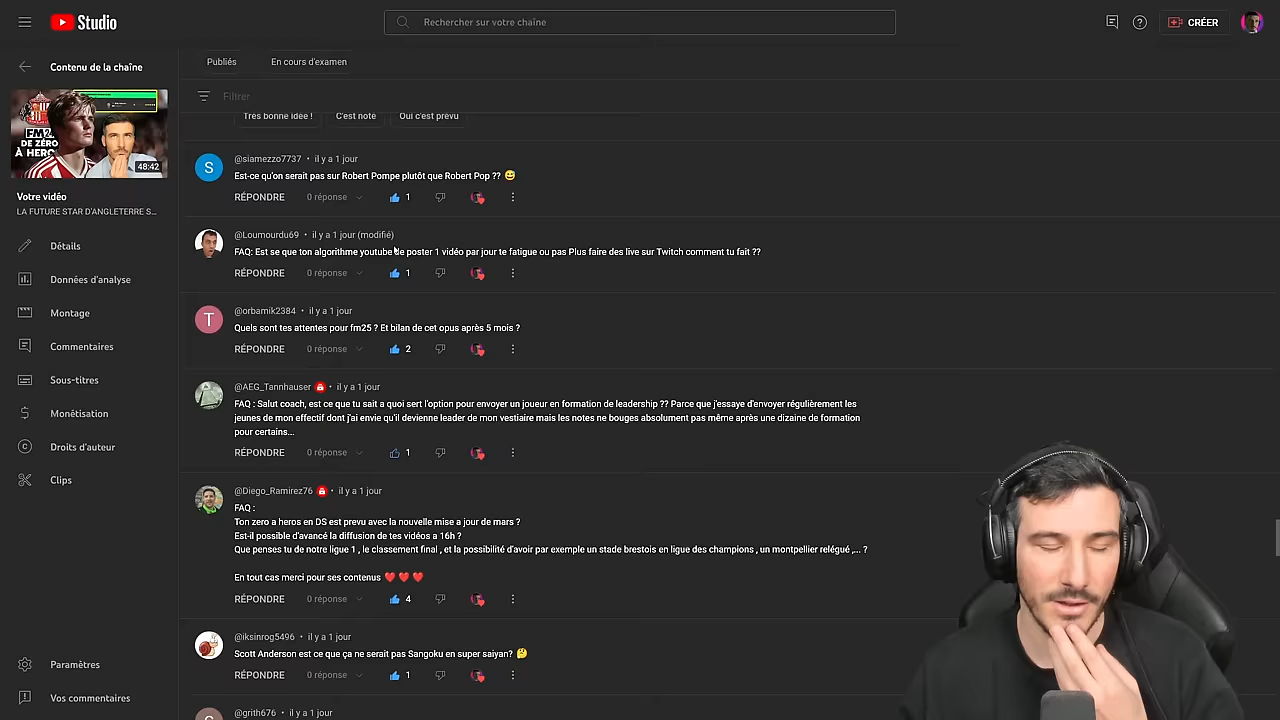 Studio
Rechercher sur votre chaîne
CRÉER
Contenu de la chaîne
FM24
DE ZÉRO
À HERO
48:42
Votre vidéo
LA FUTURE STAR D'ANGLETERRE S...
Détails
Données d'analyse
Montage
Commentaires
Sous-titres
Monétisation
Droits d'auteur
Clips
Paramètres
Vos commentaires
Publiés
En cours d'examen
Filtrer
Très bonne idée !
C'est noté
Oui c'est prévu
S
@siamezzo7737 • il y a 1 jour
Est-ce qu'on serait pas sur Robert Pompe plutôt que Robert Pop ?? 😅
RÉPONDRE 0 réponse 1
@Loumourdu69 • il y a 1 jour (modifié)
FAQ: Est se que ton algorithme youtube de poster 1 vidéo par jour te fatigue ou pas Plus faire des live sur Twitch comment tu fait ??
RÉPONDRE 0 réponse 1
T
@orbamik2384 • il y a 1 jour
Quels sont tes attentes pour fm25 ? Et bilan de cet opus après 5 mois ?
RÉPONDRE 0 réponse 2
@AEG_Tannhauser • il y a 1 jour
FAQ : Salut coach, est ce que tu sait a quoi sert l'option pour envoyer un joueur en formation de leadership ?? Parce que j'essaye d'envoyer régulièrement les
jeunes de mon effectif dont j'ai envie qu'il devienne leader de mon vestiaire mais les notes ne bouges absolument pas même après une dizaine de formation
pour certains...
RÉPONDRE 0 réponse 1
@Diego_Ramirez76 • il y a 1 jour
FAQ :
Ton zero a heros en DS est prevu avec la nouvelle mise a jour de mars ?
Est-il possible d'avancé la diffusion de tes vidéos a 16h ?
Que penses tu de notre ligue 1 , le classement final , et la possibilité d'avoir par exemple un stade brestois en ligue des champions , un montpellier relégué ,... ?
En tout cas merci pour ses contenus ❤️ ❤️ ❤️
RÉPONDRE 0 réponse 4
@iksinrog5496 • il y a 1 jour
Scott Anderson est ce que ça ne serait pas Sangoku en super saiyan? 🤔
RÉPONDRE 0 réponse 1
@grith676 • il y a 1 jour